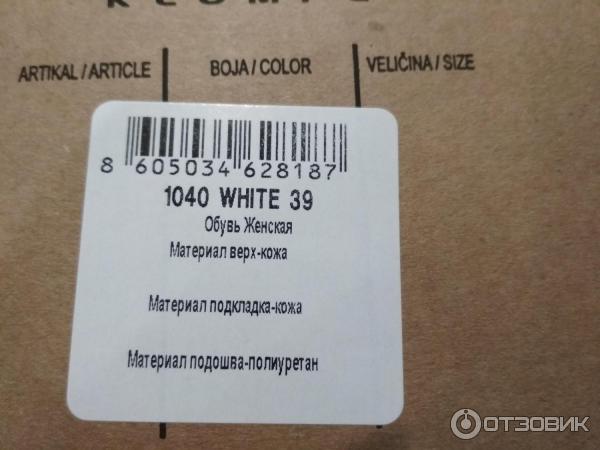 ARTIKAL / ARTICLE BOJA / COLOR VELIČINA / SIZE
8 605034 628187
1040 WHITE 39
Обувь Женская
Материал верх-кожа
Материал подкладка-кожа
Материал подошва-полиуретан
ОТЗОВИК